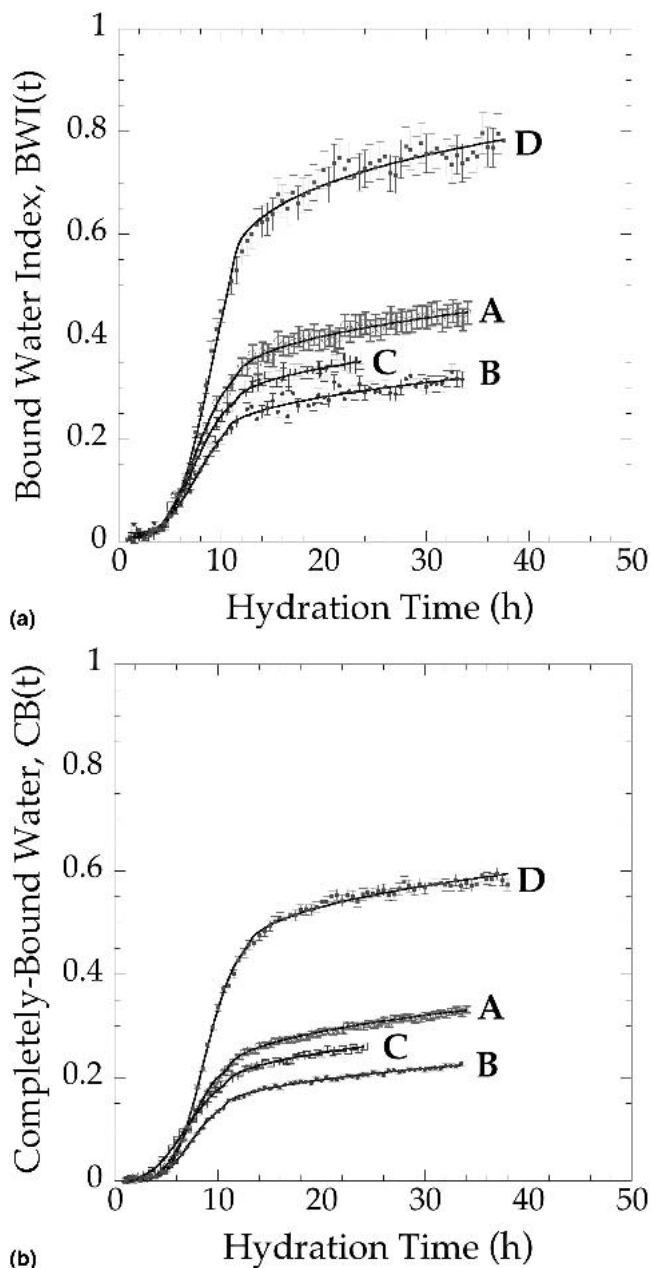 1
0.8
0.6
0.4
0.2
0
0 10 20 30 40 50
Bound Water Index, BWI(t)
D
A
C
B
Hydration Time (h)
(a)
1
0.8
0.6
0.4
0.2
0
0 10 20 30 40 50
Completely-Bound Water, CB(t)
D
A
C
B
Hydration Time (h)
(b)